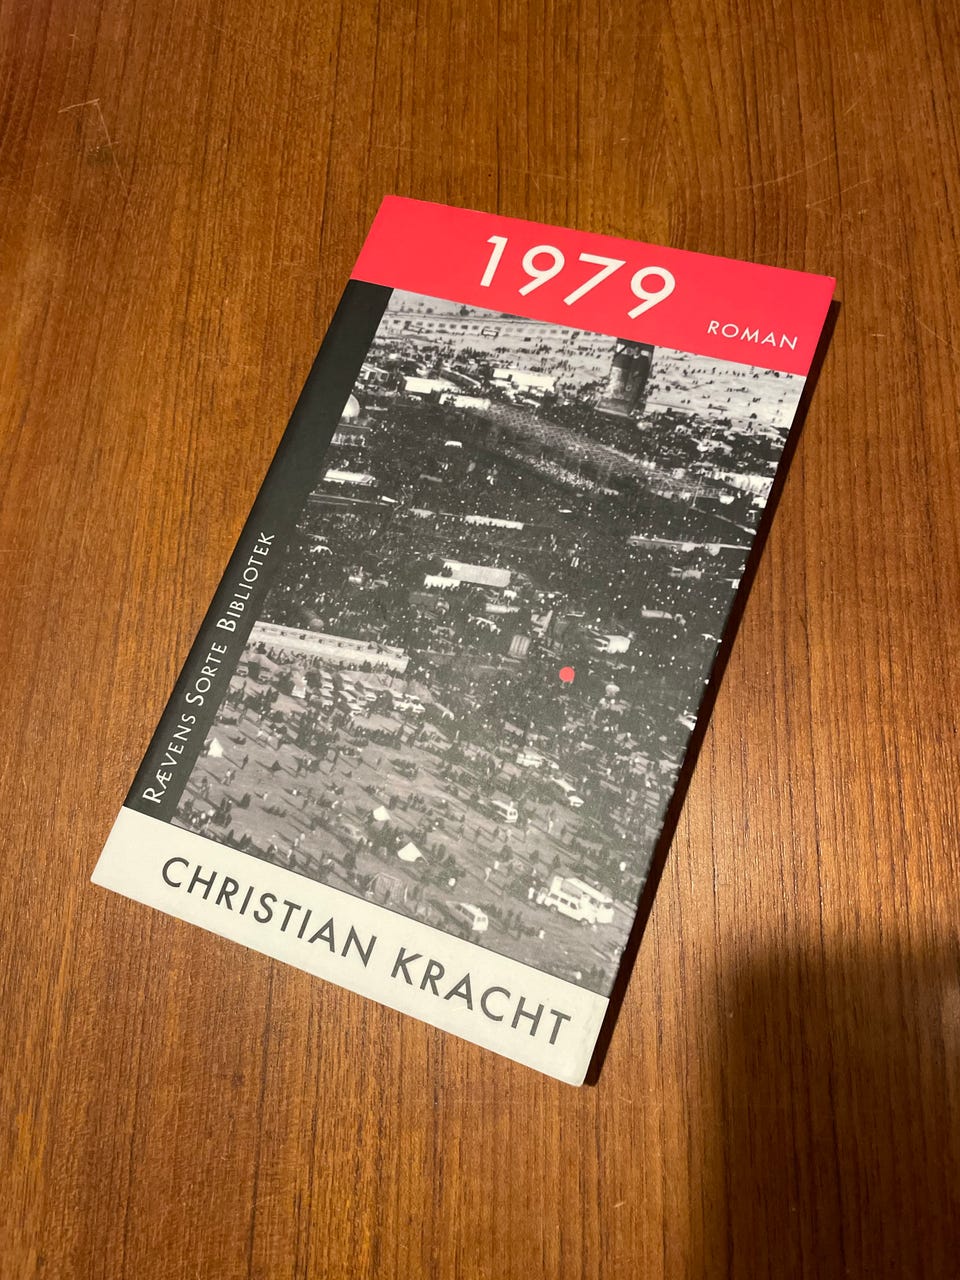 1979
ROMAN
RÆVENS SORTE BIBLIOTEK
CHRISTIAN KRACHT